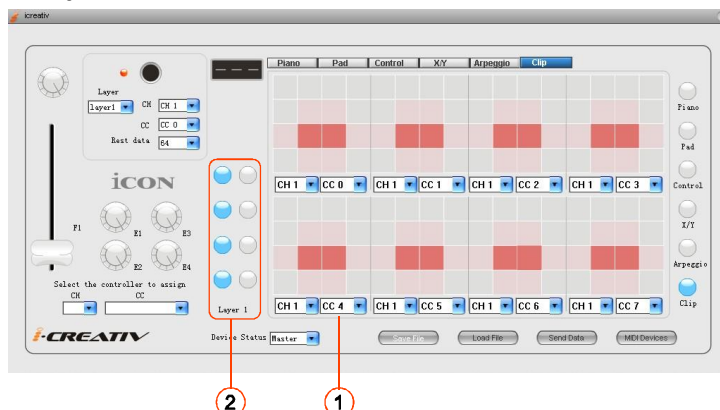 icreativ
Piano Pad Control X/Y Arpeggio Clip
Layer
layer1 CH CH 1
CC CC 0
Rest data 64
Piano
Pad
iCON
CH 1 CC 0 CH 1 CC 1 CH 1 CC 2 CH 1 CC 3
Control
F1 E1 E3
X/Y
E2 E4
Arpeggio
Select the controller to assign
CH CC
Layer 1
CH 1 CC 4 CH 1 CC 5 CH 1 CC 6 CH 1 CC 7
Clip
i-CREATIV
Device Status Master Save File Load File Send Data MIDI Devices
2 1